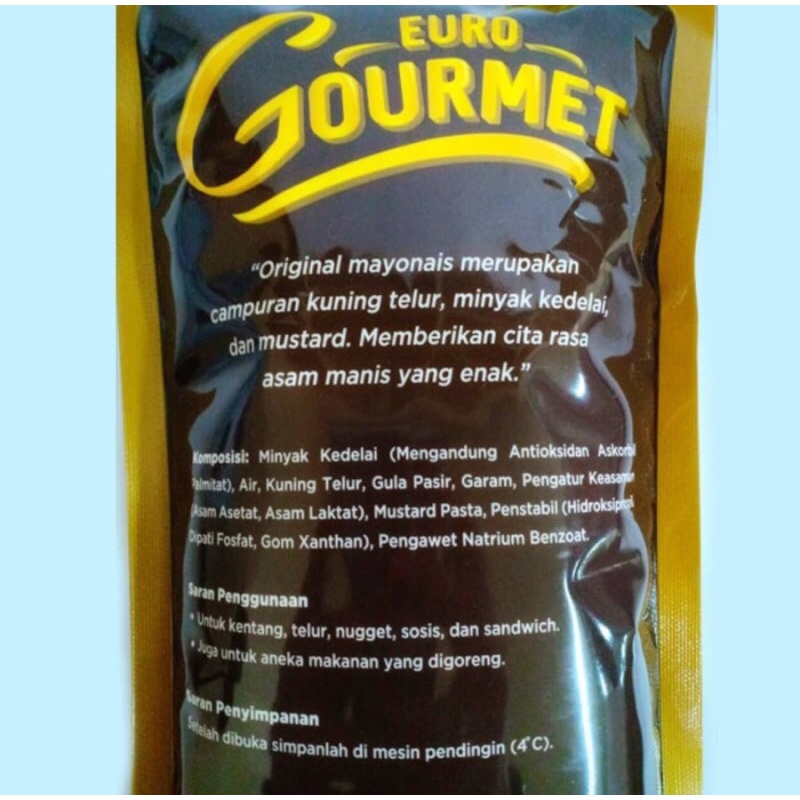 EURO
GOURMET
“Original mayonais merupakan
campuran kuning telur, minyak kedelai,
dan mustard. Memberikan cita rasa
asam manis yang enak.”
Komposisi: Minyak Kedelai (Mengandung Antioksidan Askorbil
Palmitat), Air, Kuning Telur, Gula Pasir, Garam, Pengatur Keasaman
(Asam Asetat, Asam Laktat), Mustard Pasta, Penstabil (Hidroksipropil
Dipati Fosfat, Gom Xanthan), Pengawet Natrium Benzoat.
Saran Penggunaan
• Untuk kentang, telur, nugget, sosis, dan sandwich.
• Juga untuk aneka makanan yang digoreng.
Saran Penyimpanan
Setelah dibuka simpanlah di mesin pendingin (4°C).